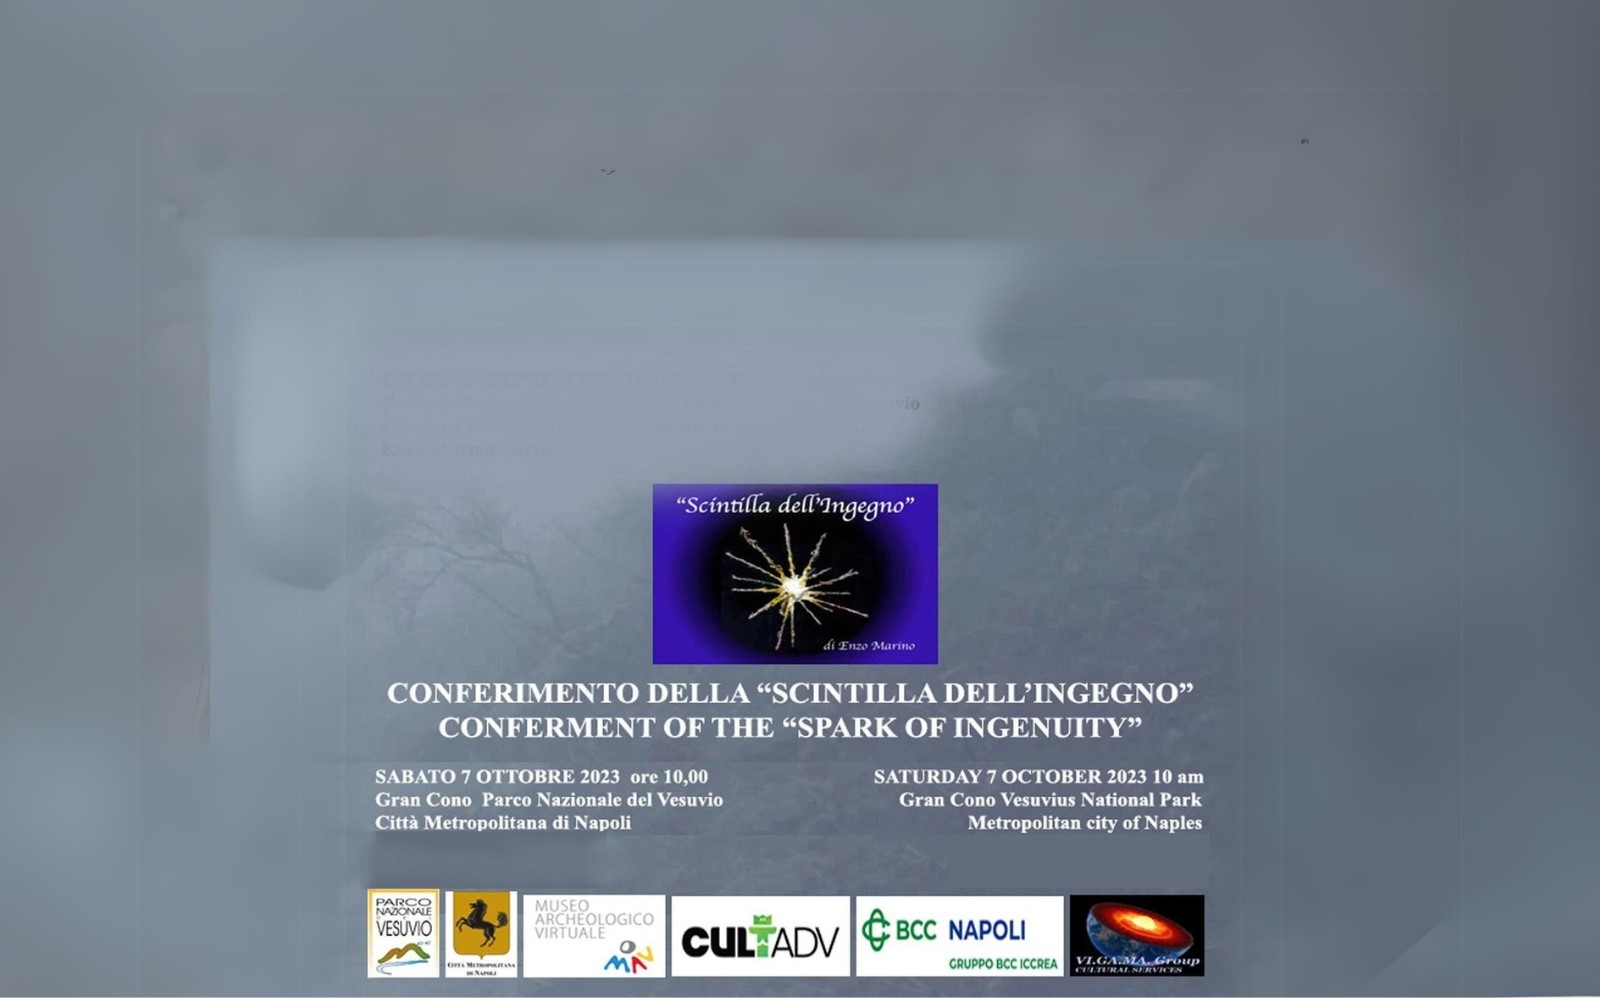 “Scintilla dell’Ingegno”
di Enzo Marino
CONFERIMENTO DELLA “SCINTILLA DELL’INGEGNO”
CONFERMENT OF THE “SPARK OF INGENUITY”
SABATO 7 OTTOBRE 2023 ore 10,00
Gran Cono Parco Nazionale del Vesuvio
Città Metropolitana di Napoli
SATURDAY 7 OCTOBER 2023 10 am
Gran Cono Vesuvius National Park
Metropolitan city of Naples
PARCO
NAZIONALE
VESUVIO
CITTÀ METROPOLITANA
DI NAPOLI
MUSEO
ARCHEOLOGICO
VIRTUALE
MAV
CULTADV
BCC NAPOLI
GRUPPO BCC ICCREA
VI.GA.MA. Group
CULTURAL SERVICES